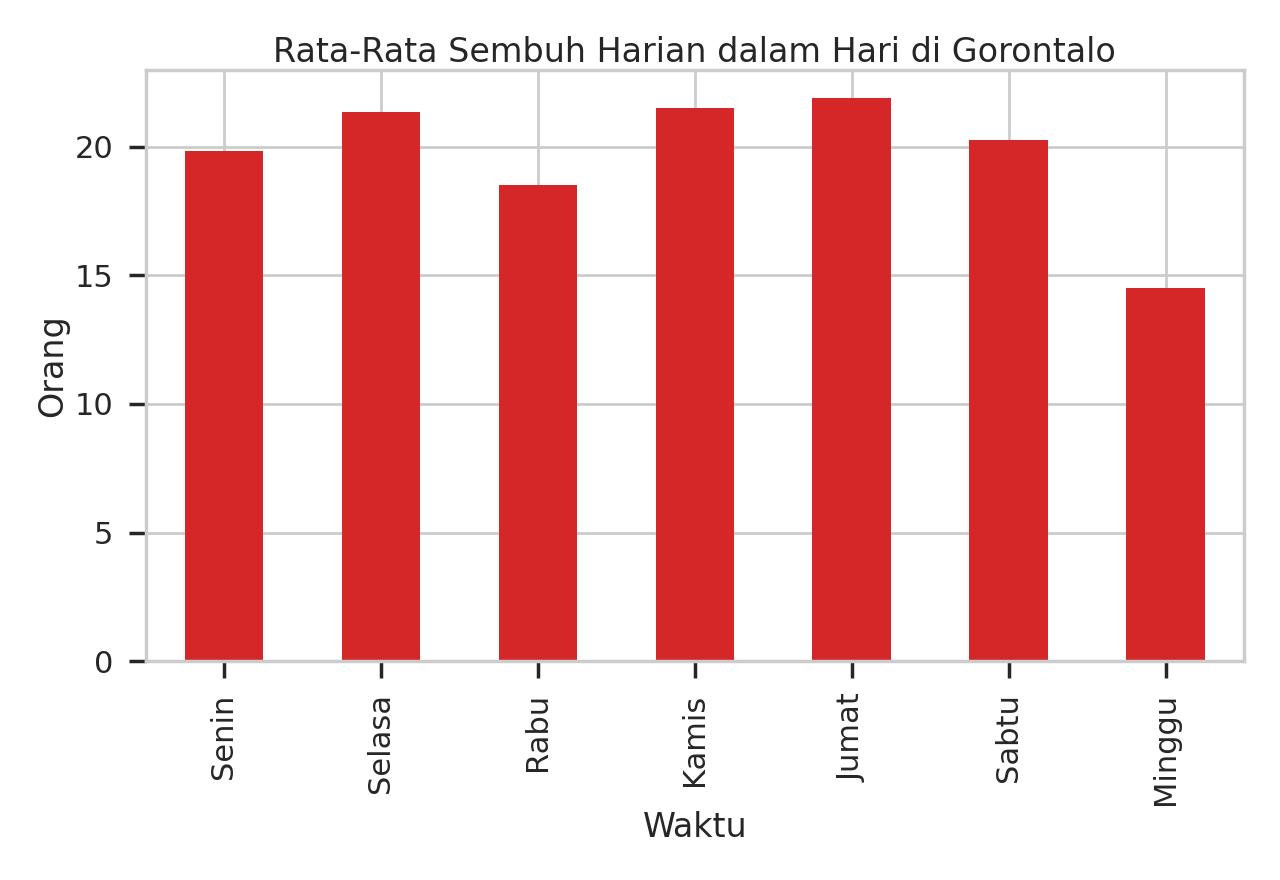 Rata-Rata Sembuh Harian dalam Hari di Gorontalo
20
15
10
5
0
Orang
Senin
Selasa
Rabu
Kamis
Jumat
Sabtu
Minggu
Waktu